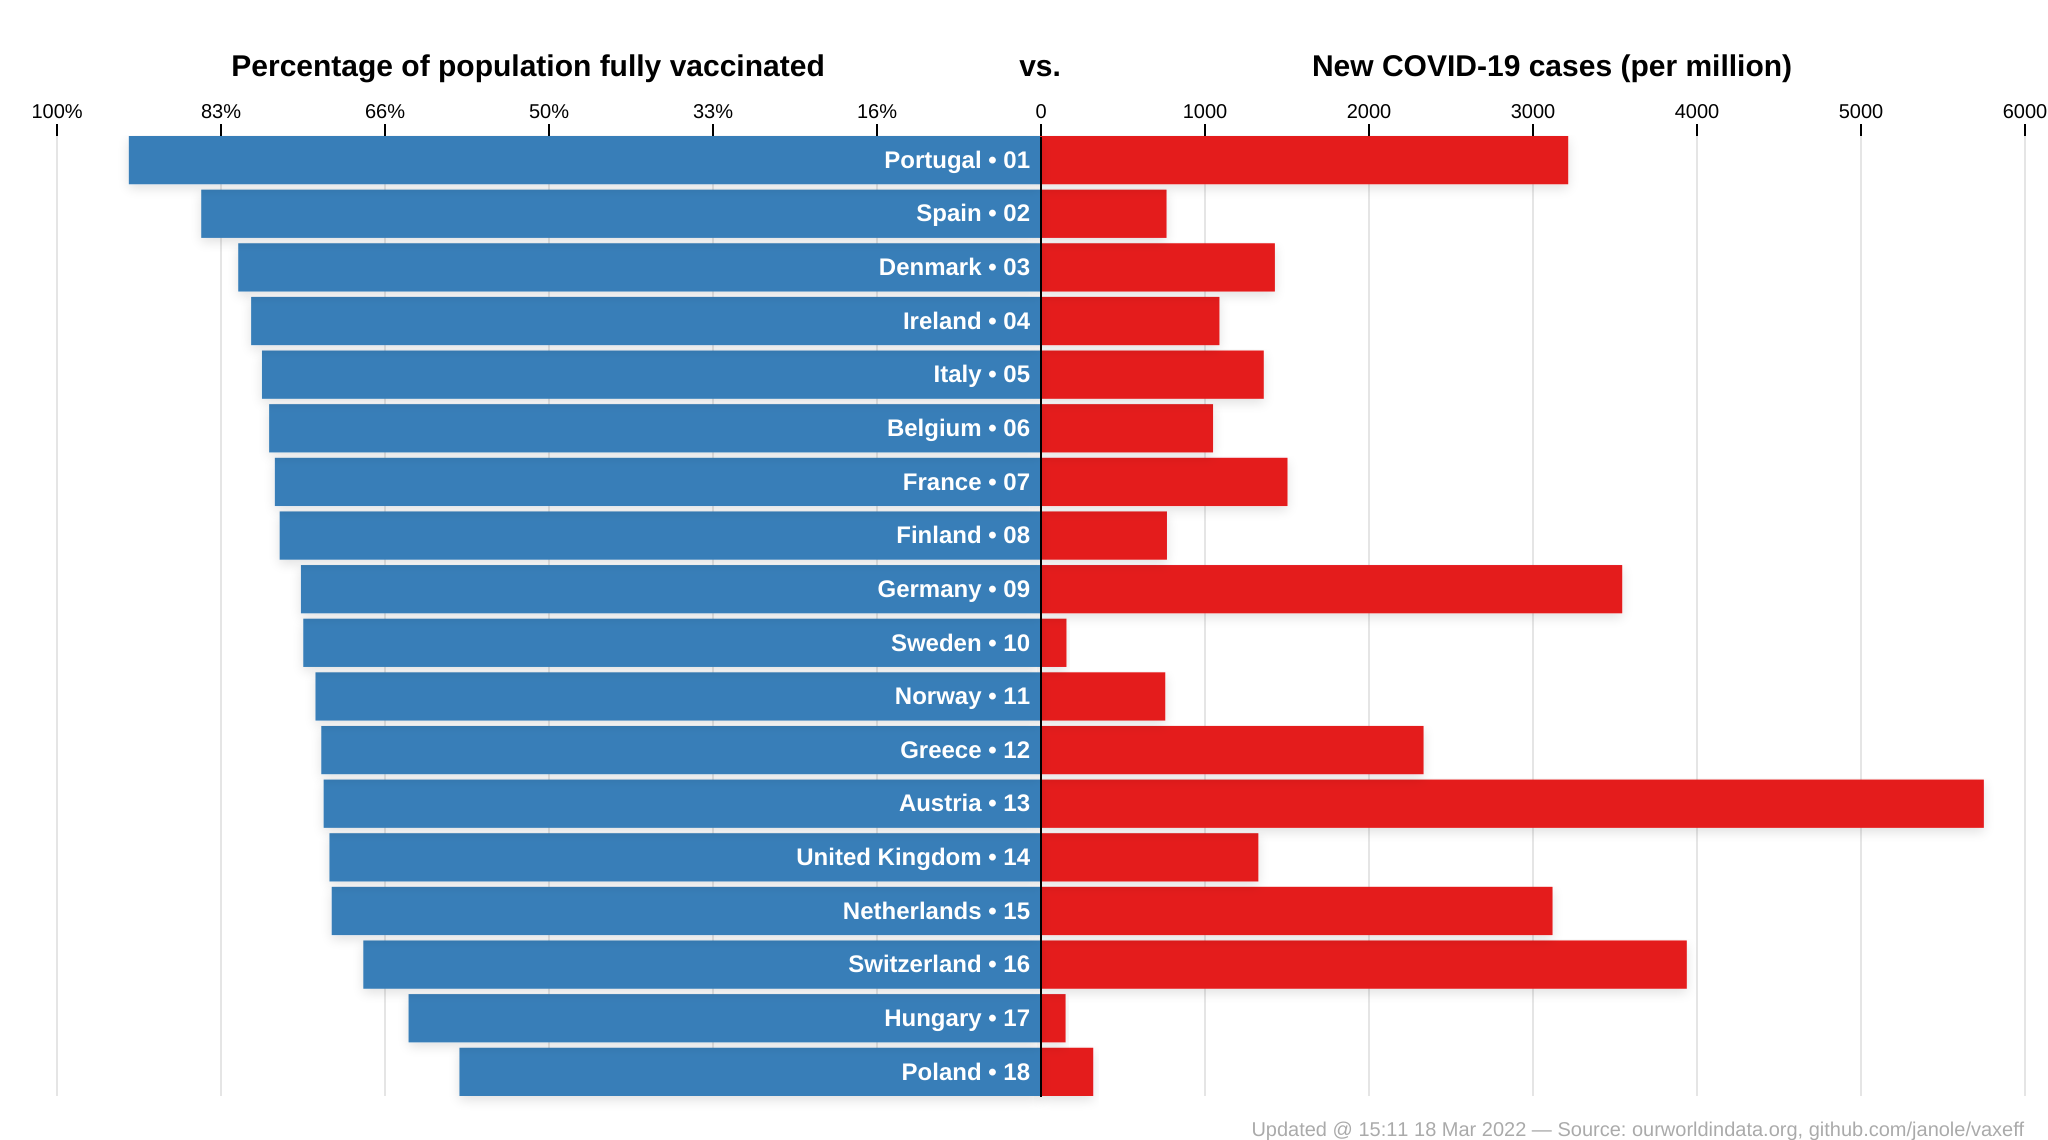 Percentage of population fully vaccinated vs. New COVID-19 cases (per million)
100% 83% 66% 50% 33% 16% 0 1000 2000 3000 4000 5000 6000
Portugal • 01
Spain • 02
Denmark • 03
Ireland • 04
Italy • 05
Belgium • 06
France • 07
Finland • 08
Germany • 09
Sweden • 10
Norway • 11
Greece • 12
Austria • 13
United Kingdom • 14
Netherlands • 15
Switzerland • 16
Hungary • 17
Poland • 18
Updated @ 15:11 18 Mar 2022 — Source: ourworldindata.org, github.com/janole/vaxeff